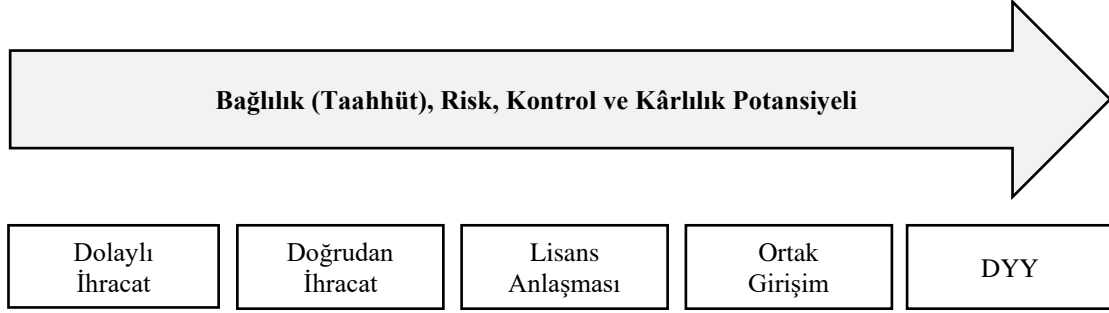 Bağlılık (Taahhüt), Risk, Kontrol ve Kârlılık Potansiyeli
Dolaylı
İhracat
Doğrudan
İhracat
Lisans
Anlaşması
Ortak
Girişim
DYY